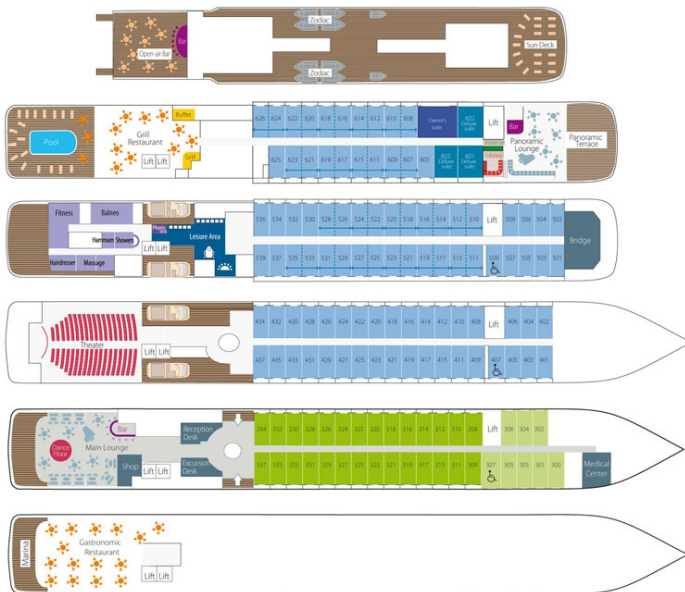 Zodiac
Bar
Open-air Bar
Sun Deck
Zodiac
Buffet
626 624 622 620 618 616 614 612 610 608
Owner's
suite
602
Deluxe
suite
Lift
Bar
Pool
Grill
Restaurant
Lift Lift
Grill
Panoramic
Lounge
Panoramic
Terrace
625 623 621 619 617 615 611 609 607 605
603
Deluxe
suite
601
Deluxe
suite
Fitness
Balneo
Hammam
Showers
Hairdresser
Massage
Lift Lift
Leisure Area
536 534 532 530 528 526 524 522 520 518 516 514 512 510
Lift
508 506 504 502
Bridge
539 537 535 533 531 529 527 525 523 521 519 517 515 511 509 507 505 503 501
Theater
Lift Lift
434 432 430 428 426 424 422 420 418 416 414 412 410 408
Lift
406 404 402
437 435 433 431 429 427 425 423 421 419 417 415 411 409 407 405 403 401
Dance
Floor
Main Lounge
Bar
Shop
Lift Lift
Reception
Desk
Excursion
Desk
334 332 330 328 326 324 322 320 318 316 314 312 310 308
Lift
306 304 302
337 335 333 331 329 327 325 323 321 319 317 315 311 309 307 305 303 301 300
Medical
Center
Marina
Gastronomic
Restaurant
Lift Lift